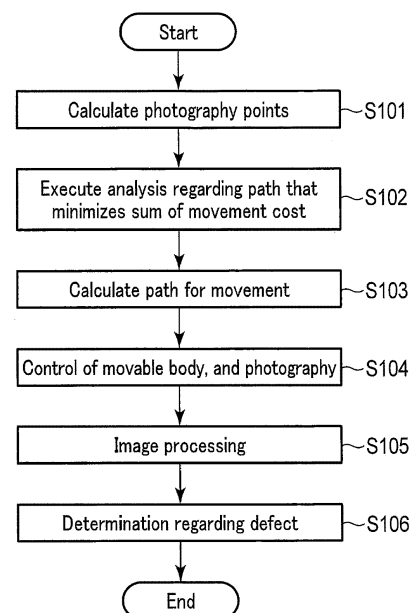 Start
Calculate photography points
S101
Execute analysis regarding path that
minimizes sum of movement cost
S102
Calculate path for movement
S103
Control of movable body, and photography
S104
Image processing
S105
Determination regarding defect
S106
End